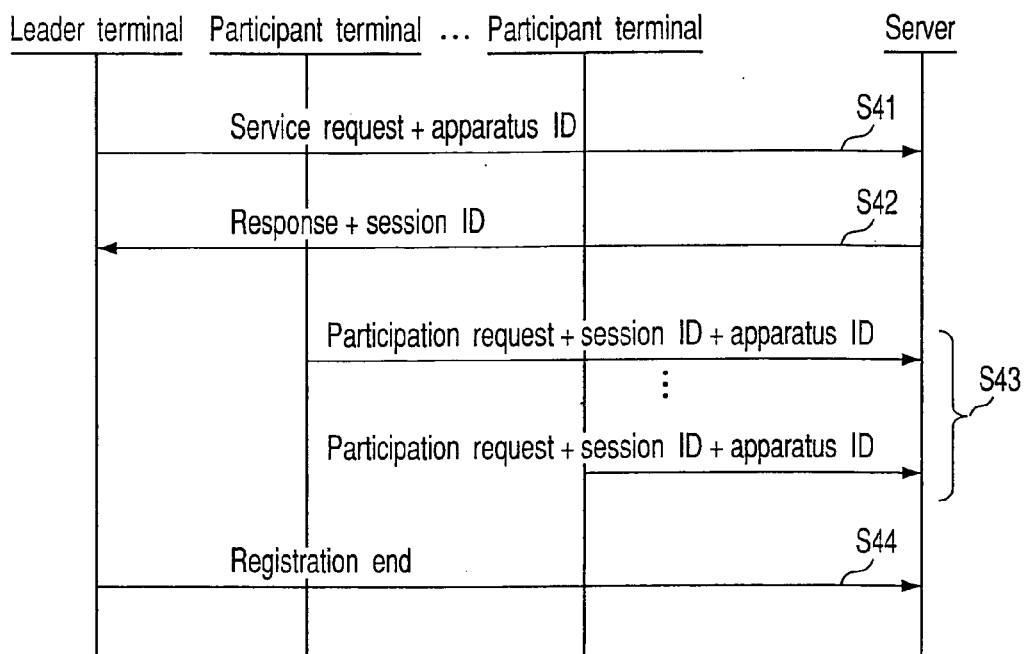 Leader terminal Participant terminal ... Participant terminal Server
S41
Service request + apparatus ID
S42
Response + session ID
Participation request + session ID + apparatus ID
⋮
S43
Participation request + session ID + apparatus ID
S44
Registration end